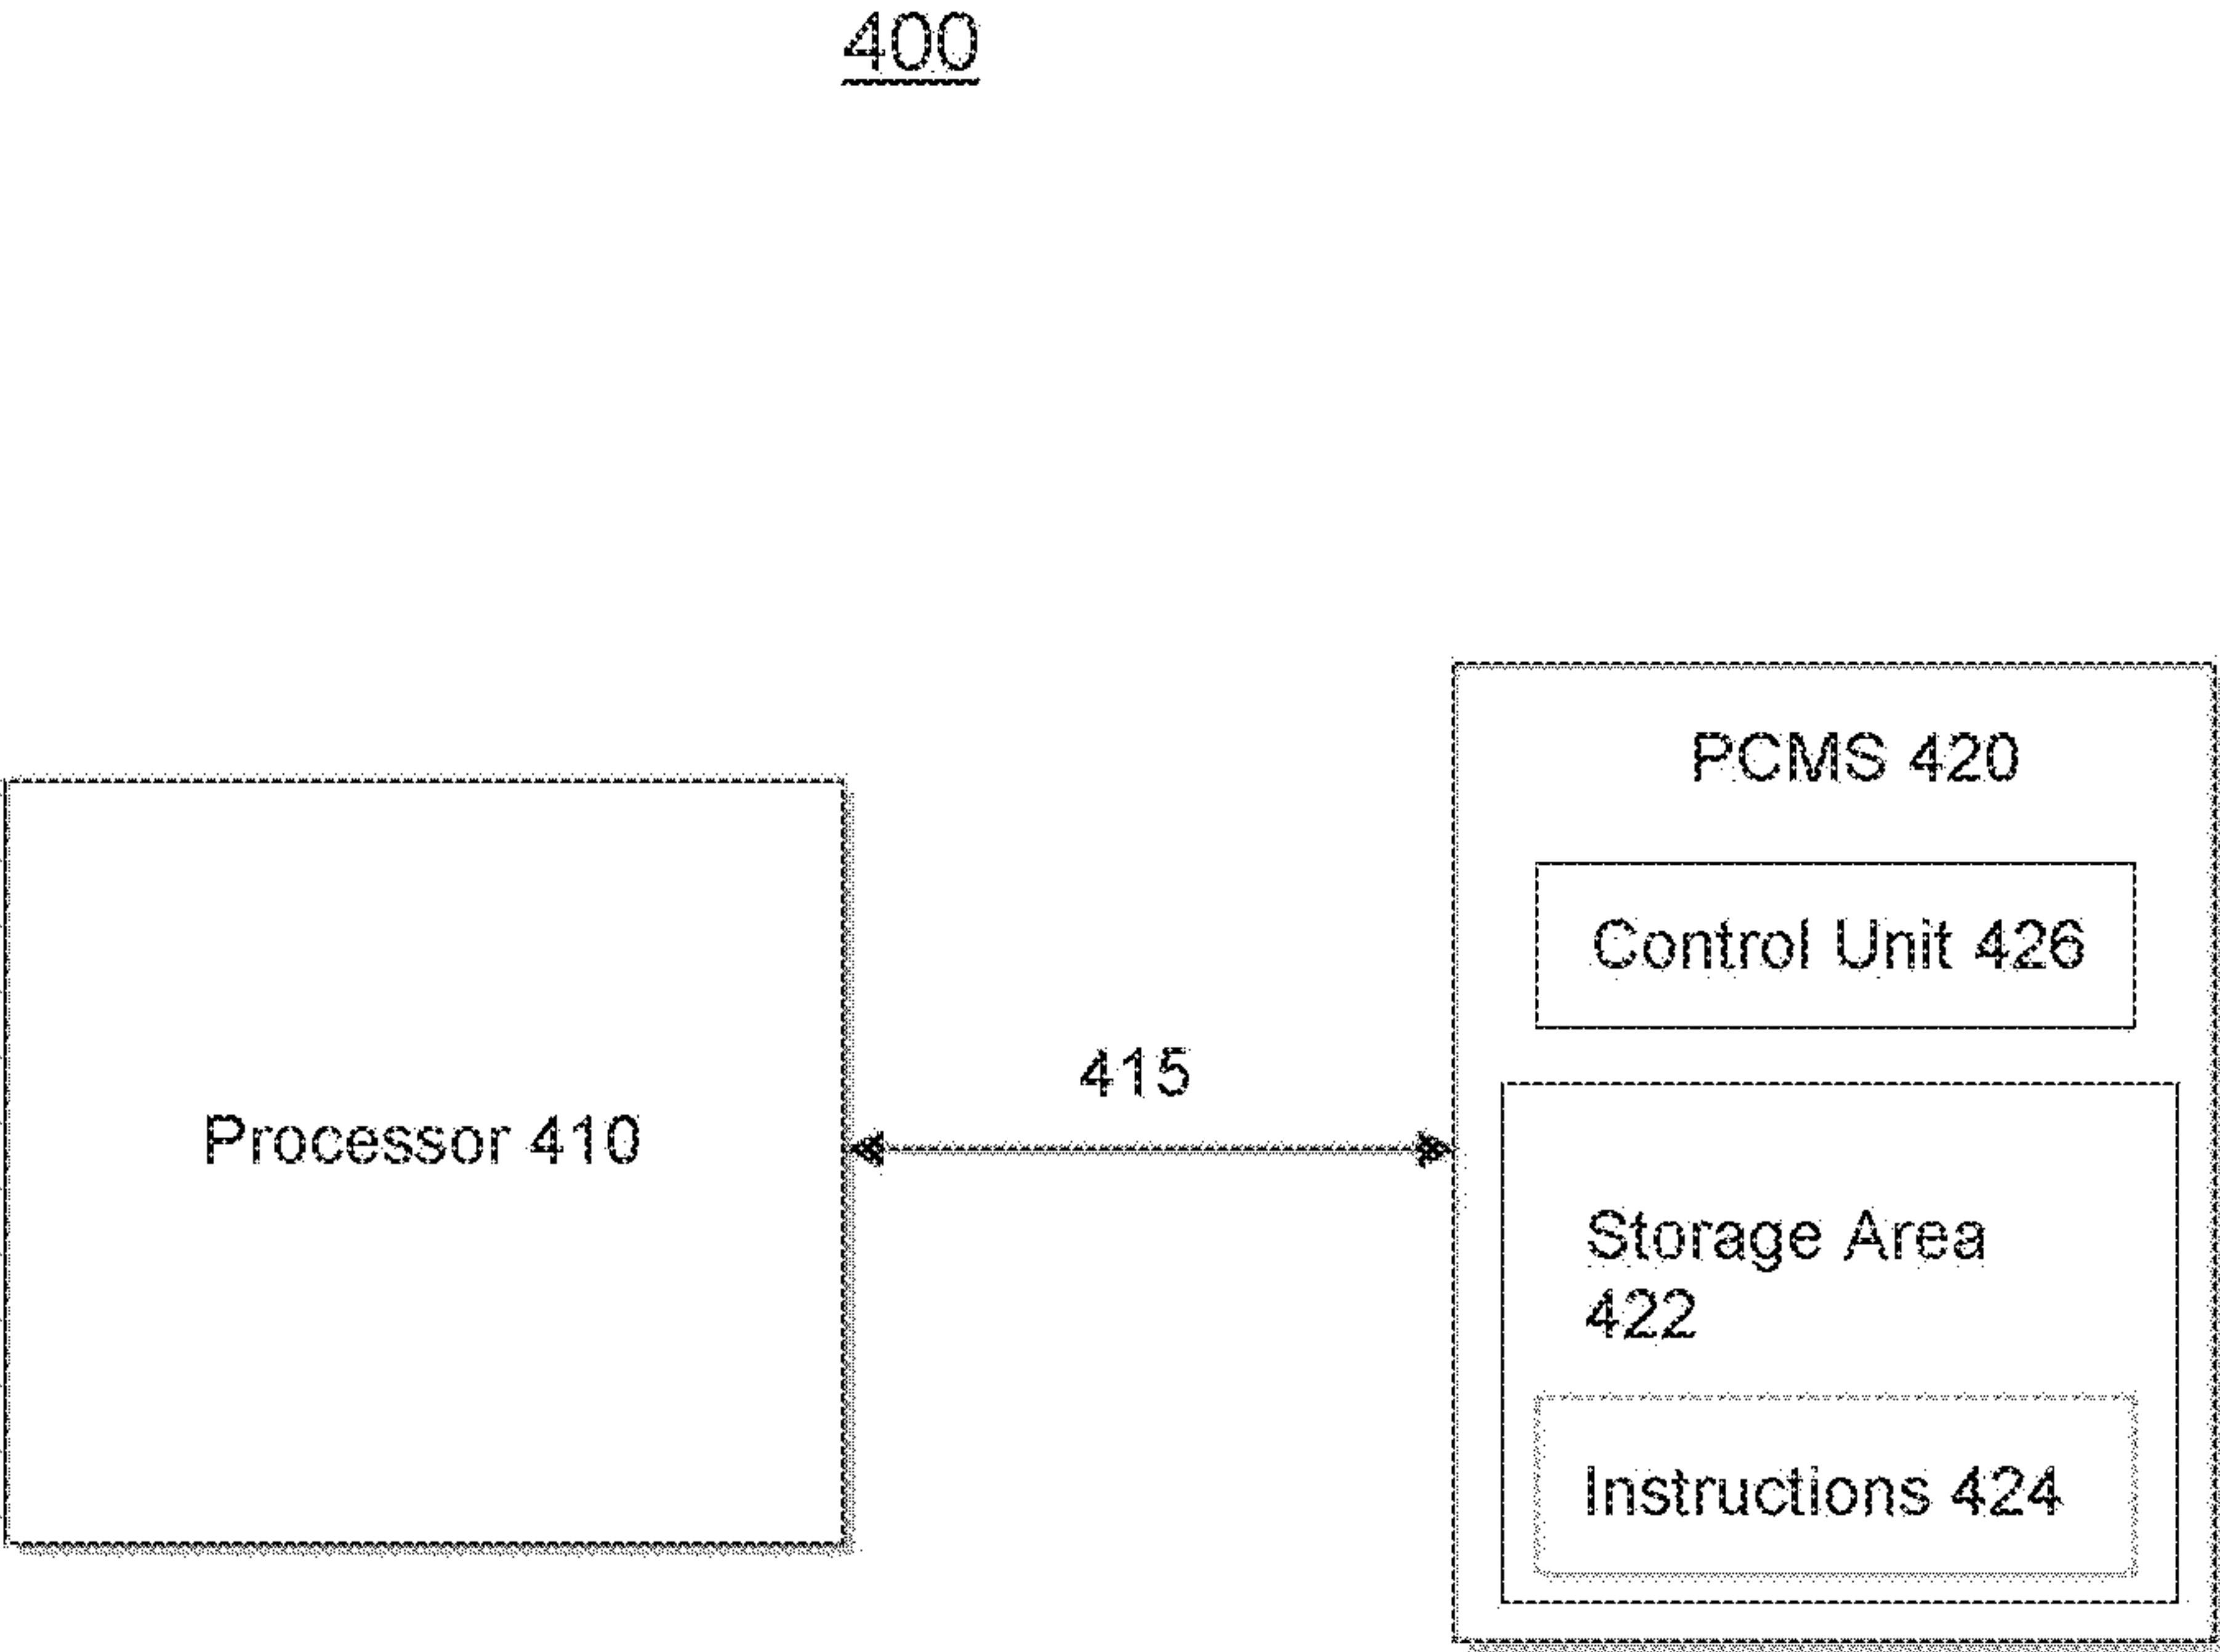 400
PCMS 420
Control Unit 426
415
Processor 410
Storage Area
422
Instructions 424